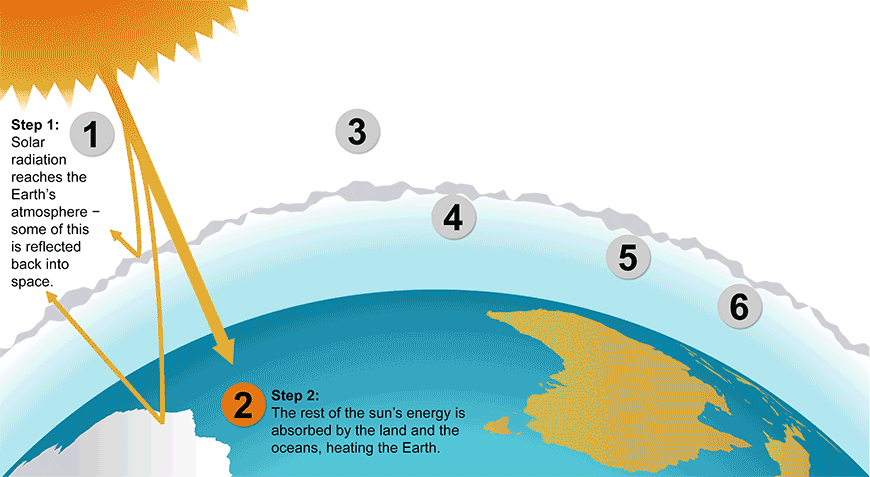 Step 1:
1
Solar
radiation
reaches the
Earth's
atmosphere −
some of this
is reflected
back into
space.
3
4
5
6
2
Step 2:
The rest of the sun's energy is
absorbed by the land and the
oceans, heating the Earth.